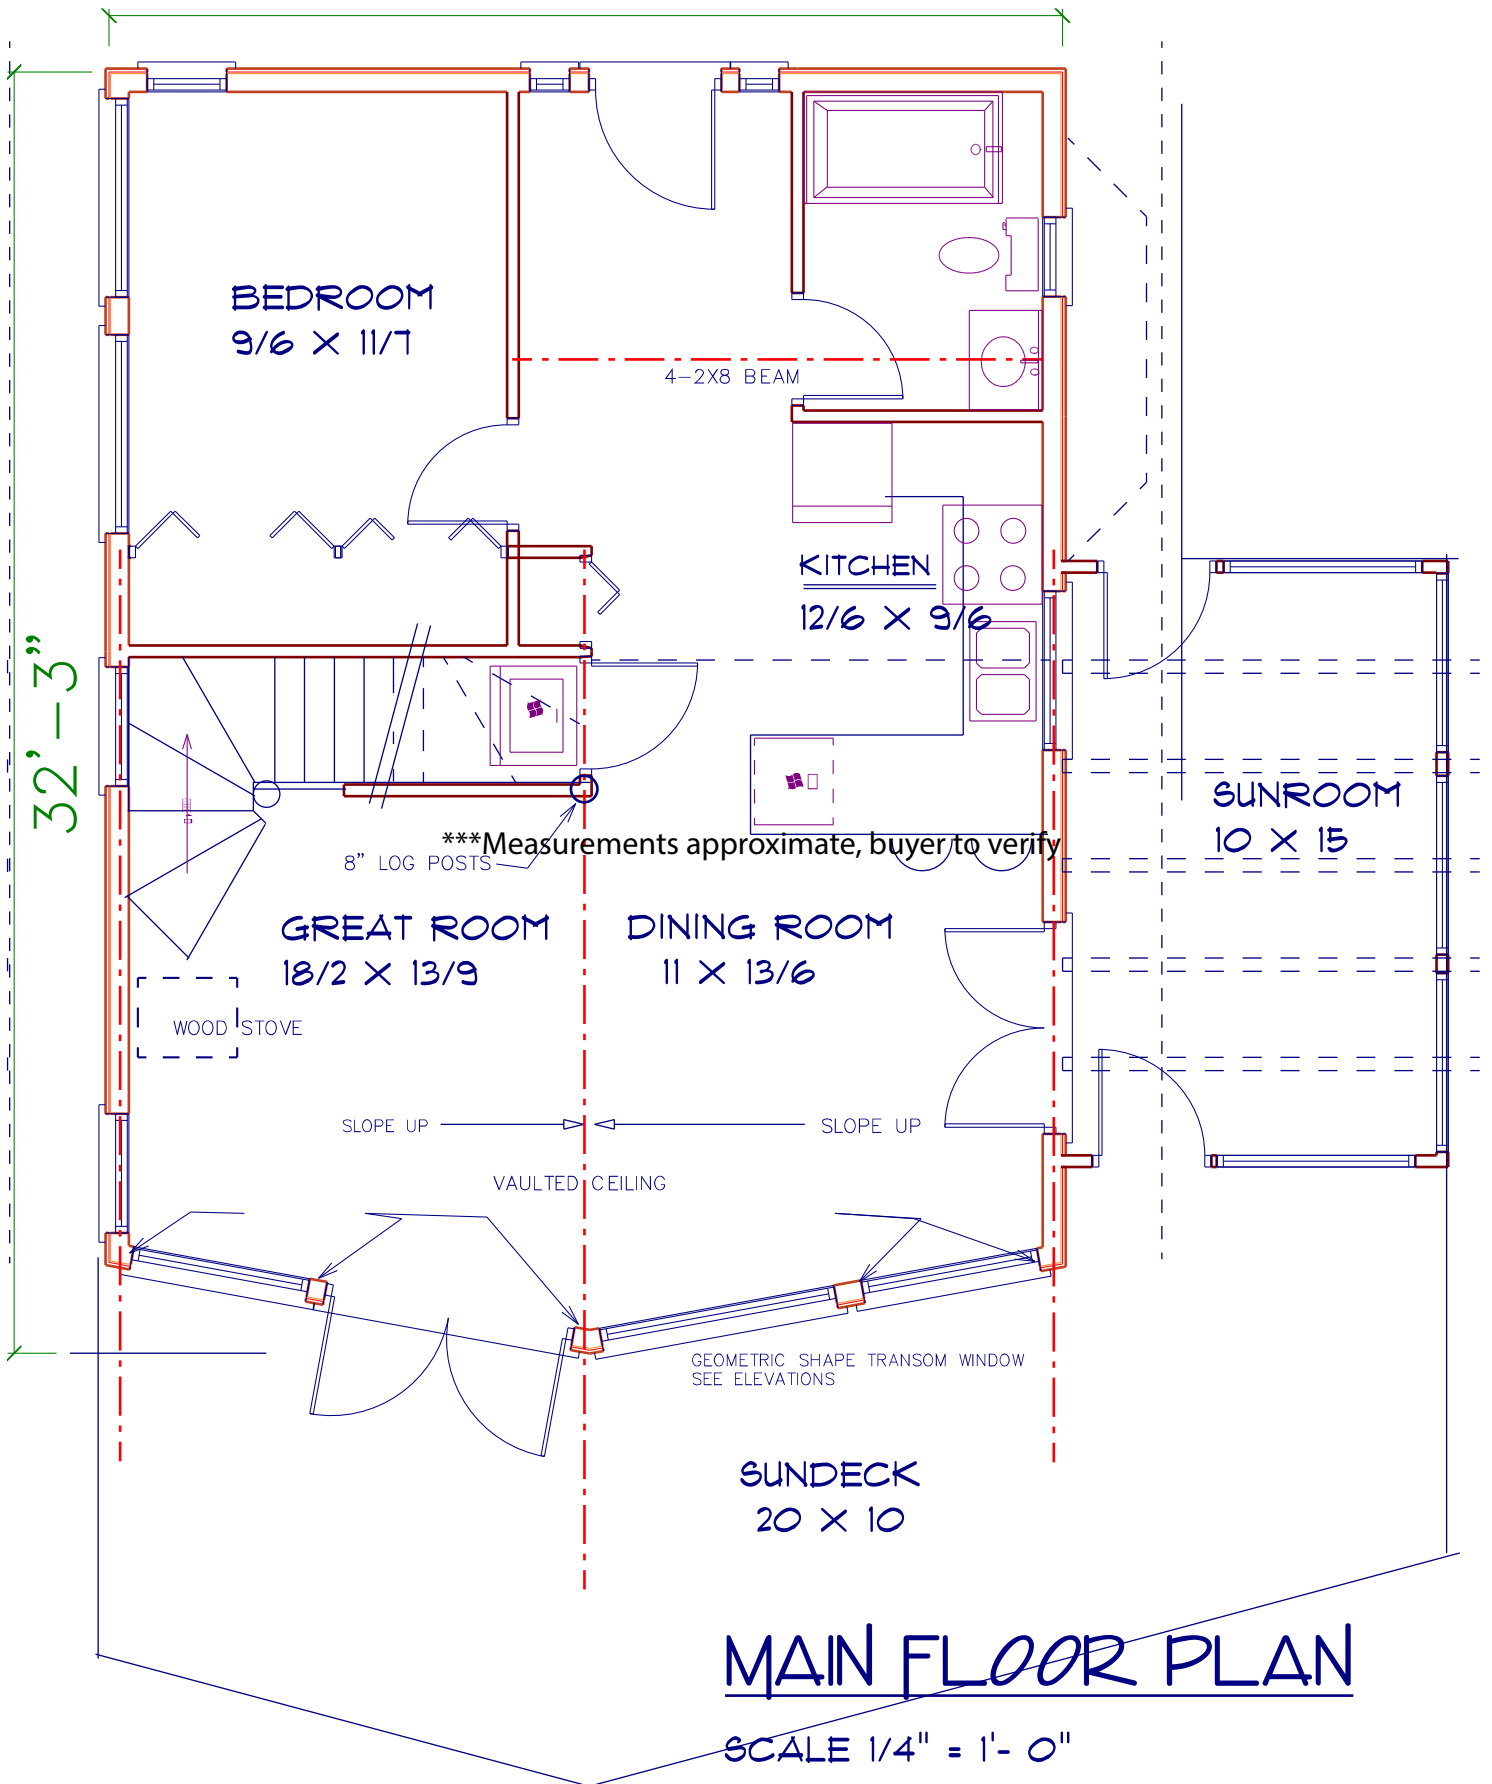 BEDROOM
9/6 X 11/7
4-2X8 BEAM
KITCHEN
12/6 X 9/6
32'-3"
SUNROOM
10 X 15
***Measurements approximate, buyer to verify
8" LOG POSTS
GREAT ROOM
18/2 X 13/9
DINING ROOM
11 X 13/6
WOOD STOVE
SLOPE UP
SLOPE UP
VAULTED CEILING
GEOMETRIC SHAPE TRANSOM WINDOW
SEE ELEVATIONS
SUNDECK
20 X 10
MAIN FLOOR PLAN
SCALE 1/4" = 1'- 0"